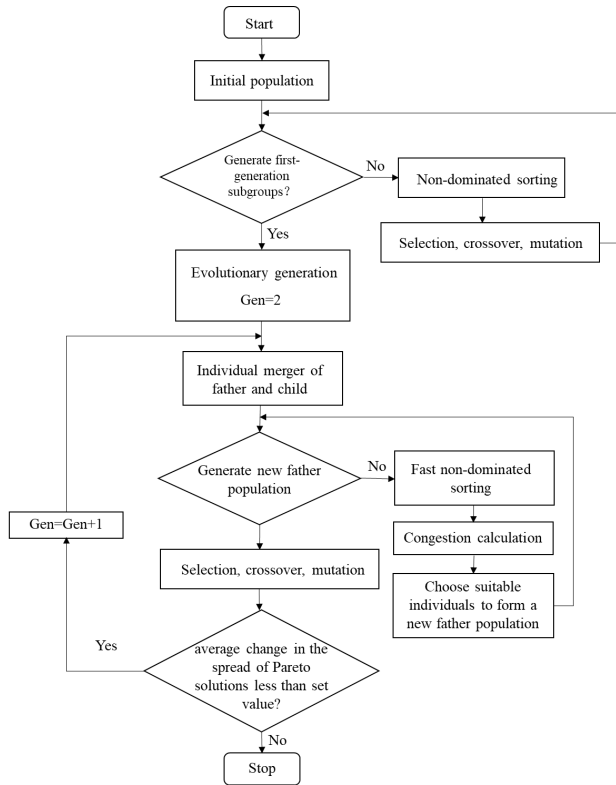 Start
Initial population
Generate first-
generation
subgroups?
No
Non-dominated sorting
Selection, crossover, mutation
Yes
Evolutionary generation
Gen=2
Individual merger of
father and child
Generate new father
population
No
Fast non-dominated
sorting
Congestion calculation
Choose suitable
individuals to form a
new father population
Gen=Gen+1
Selection, crossover, mutation
Yes
average change in the
spread of Pareto
solutions less than set
value?
No
Stop